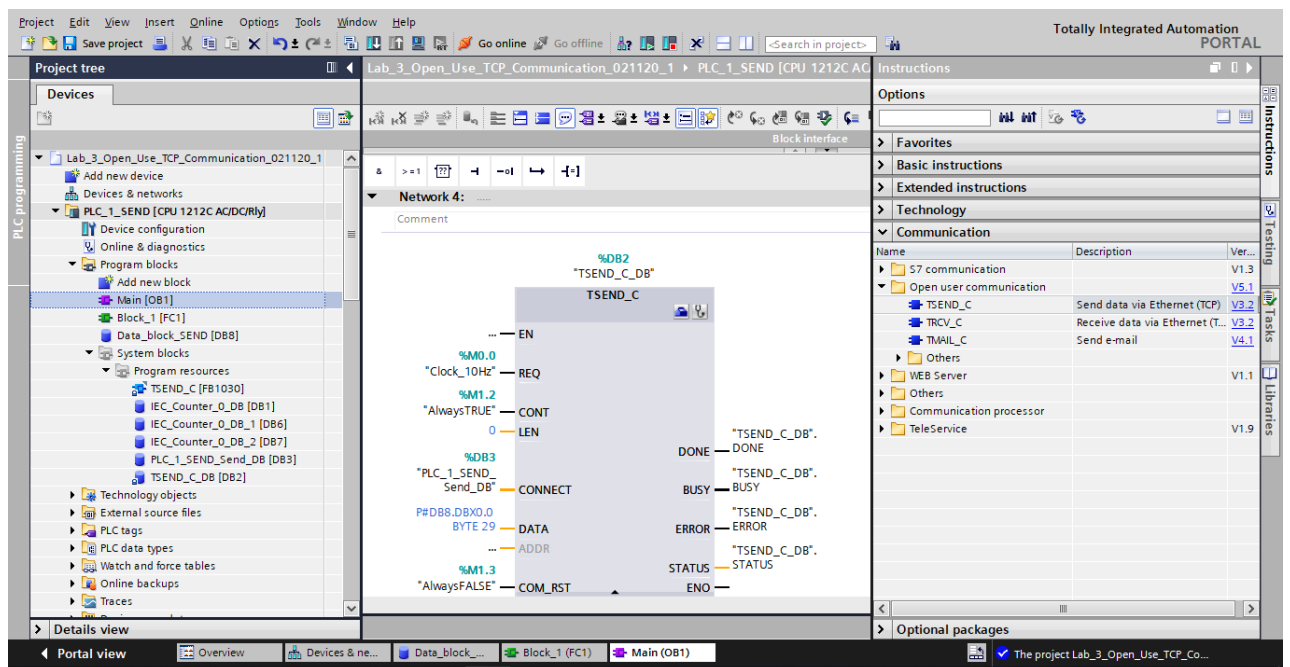 Project Edit View Insert Online Options Tools Window Help
Totally Integrated Automation
PORTAL
Save project
Go online
Go offline
<Search in project>
Project tree
Lab_3_Open_Use_TCP_Communication_021120_1 ▸ PLC_1_SEND [CPU 1212C AC
Instructions
Devices
Options
Block interface
PLC programming
Lab_3_Open_Use_TCP_Communication_021120_1
Add new device
Devices & networks
PLC_1_SEND [CPU 1212C AC/DC/Rly]
Device configuration
Online & diagnostics
Program blocks
Add new block
Main [OB1]
Block_1 [FC1]
Data_block_SEND [DB8]
System blocks
Program resources
TSEND_C [FB1030]
IEC_Counter_0_DB [DB1]
IEC_Counter_0_DB_1 [DB6]
IEC_Counter_0_DB_2 [DB7]
PLC_1_SEND_Send_DB [DB3]
TSEND_C_DB [DB2]
Technology objects
External source files
PLC tags
PLC data types
Watch and force tables
Online backups
Traces
Details view
& >=1 ??
Network 4: .....
Comment
%DB2
"TSEND_C_DB"
TSEND_C
... EN
%M0.0
"Clock_10Hz" REQ
%M1.2
"AlwaysTRUE" CONT
0 LEN
"TSEND_C_DB".
DONE DONE
%DB3
"PLC_1_SEND_
Send_DB" CONNECT
"TSEND_C_DB".
BUSY BUSY
P#DB8.DBX0.0
BYTE 29 DATA
"TSEND_C_DB".
ERROR ERROR
... ADDR
"TSEND_C_DB".
STATUS STATUS
%M1.3
"AlwaysFALSE" COM_RST
ENO
Favorites
Basic instructions
Extended instructions
Technology
Communication
Name Description Ver...
S7 communication V1.3
Open user communication V5.1
TSEND_C Send data via Ethernet (TCP) V3.2
TRCV_C Receive data via Ethernet (T... V3.2
TMAIL_C Send e-mail V4.1
Others
WEB Server V1.1
Others
Communication processor
TeleService V1.9
Optional packages
Instructions
Testing
Tasks
Libraries
Portal view
Overview
Devices & ne...
Data_block_...
Block_1 (FC1)
Main (OB1)
The project Lab_3_Open_Use_TCP_Co...